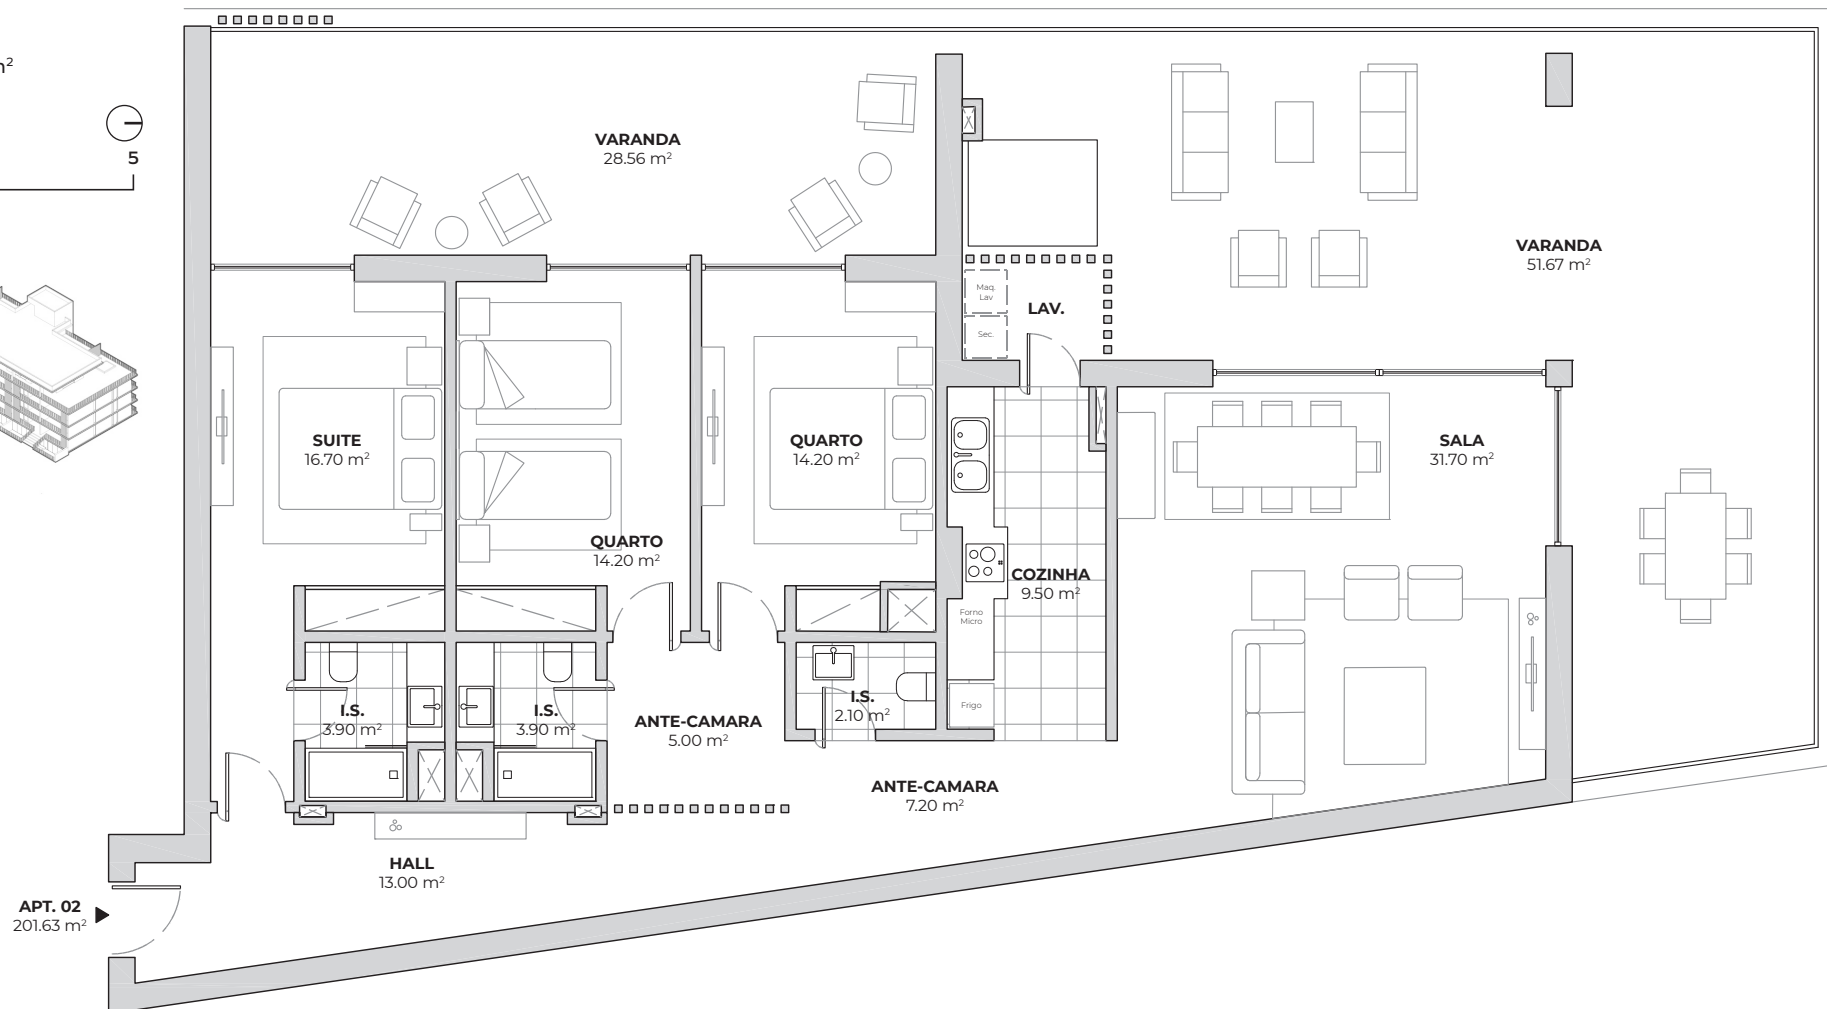 m²
5
VARANDA
28.56 m²
VARANDA
51.67 m²
Maq.
Lav
LAV.
Sec.
SUITE
16.70 m²
QUARTO
14.20 m²
SALA
31.70 m²
QUARTO
14.20 m²
COZINHA
9.50 m²
Forno
Micro
I.S.
3.90 m²
I.S.
3.90 m²
ANTE-CAMARA
5.00 m²
I.S.
2.10 m²
Frigo
ANTE-CAMARA
7.20 m²
HALL
13.00 m²
APT. 02
201.63 m²